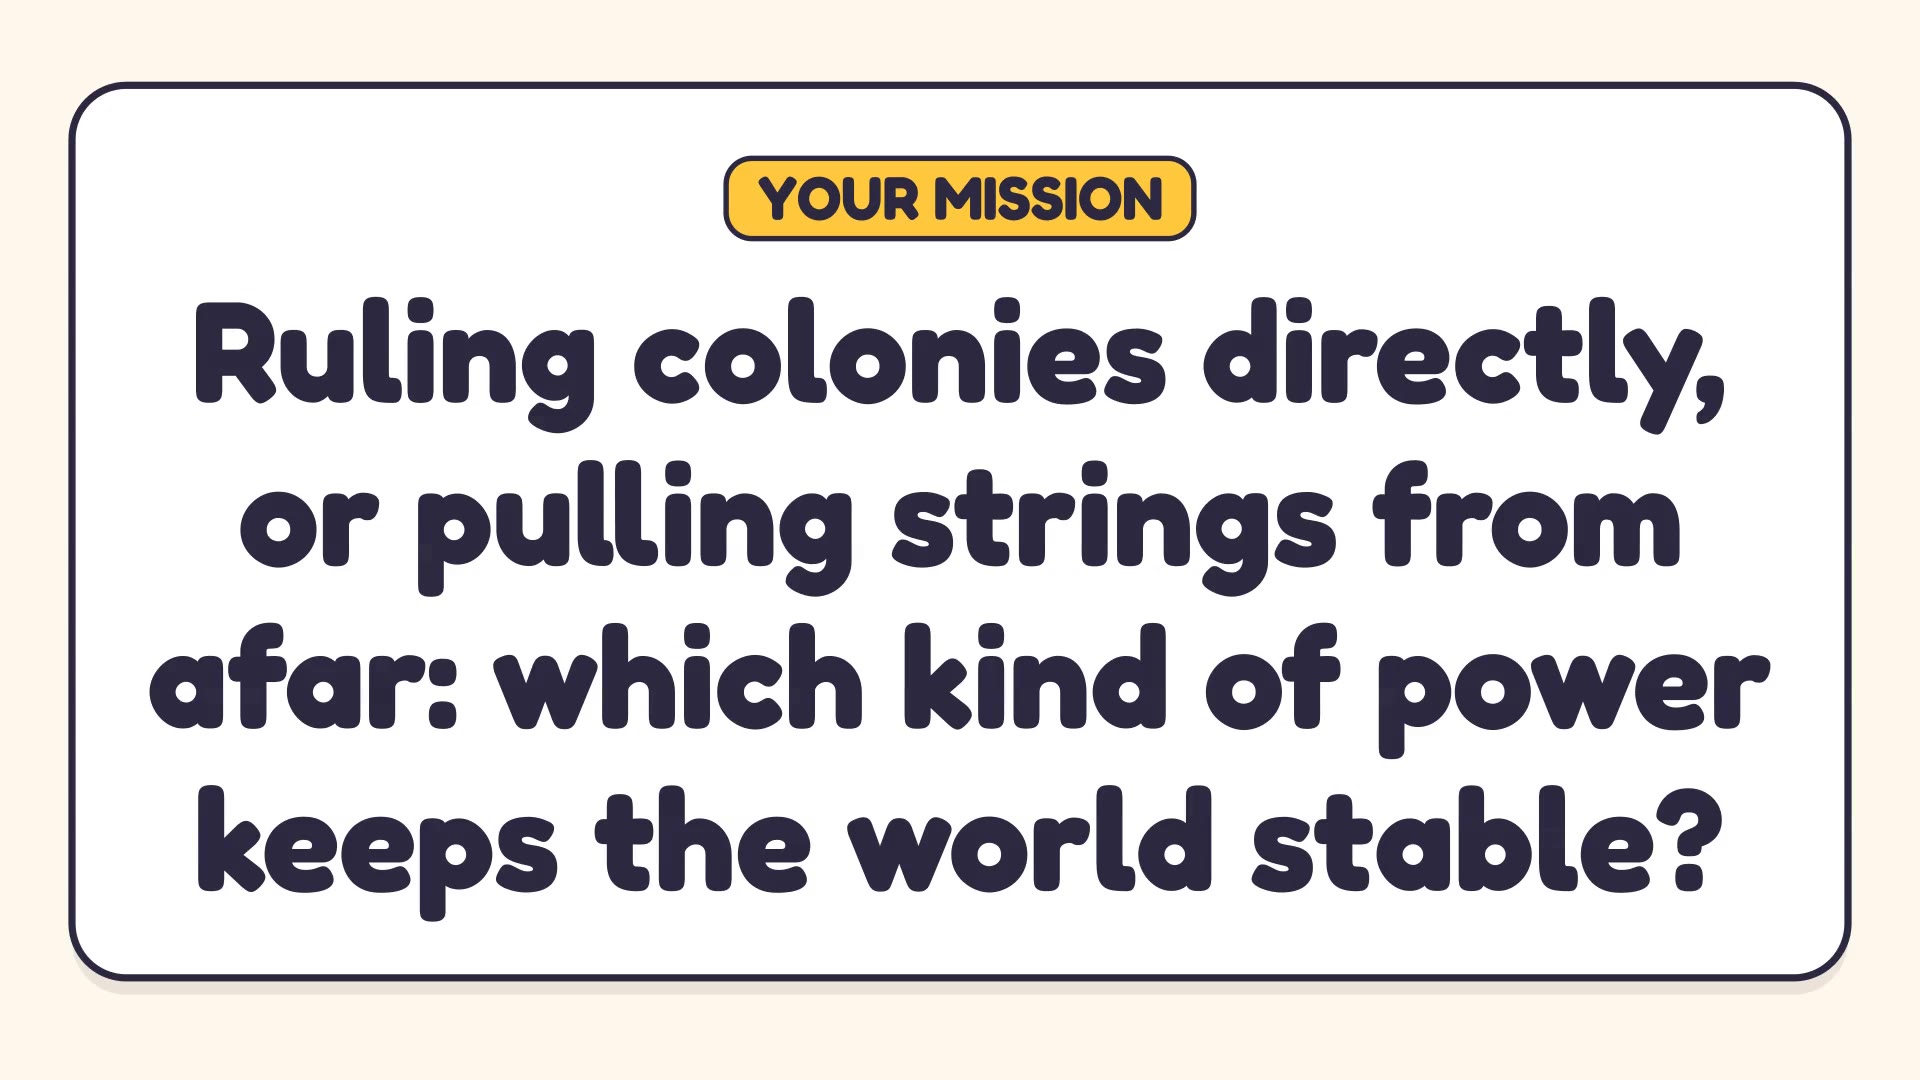 YOUR MISSION
Ruling colonies directly,
or pulling strings from
afar: which kind of power
keeps the world stable?